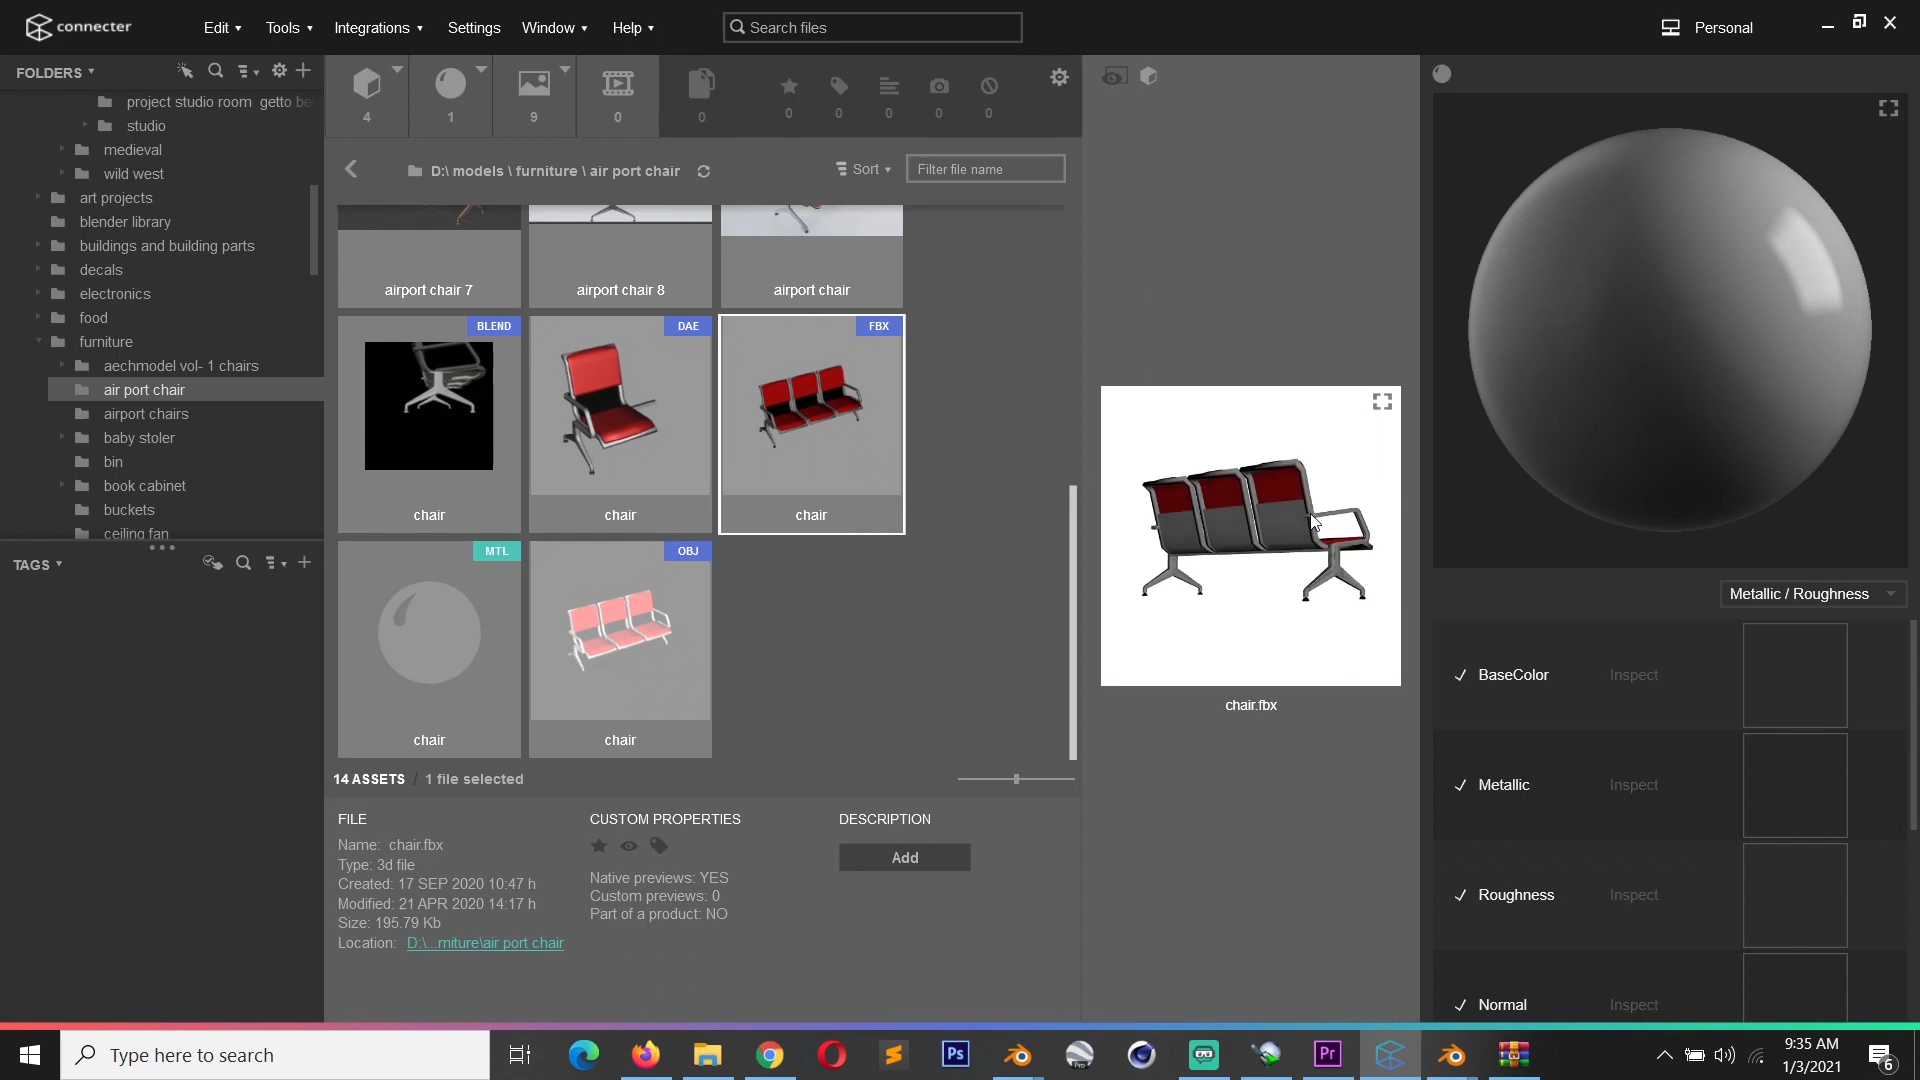 connecter
Edit
Tools
Integrations
Settings
Window
Help
Search files
Personal
FOLDERS
project studio room
studio
medieval
wild west
art projects
blender library
buildings and building parts
decals
electronics
food
furniture
aechmodel vol- 1 chairs
air port chair
airport chairs
baby stoler
bin
book cabinet
buckets
ceiling fan
TAGS
4
1
9
0
0
0
0
0
0
0
D:\ models \ furniture \ air port chair
Sort
Filter file name
airport chair 7
airport chair 8
airport chair
BLEND
DAE
FBX
chair
chair
chair
MTL
OBJ
chair
chair
14 ASSETS / 1 file selected
FILE
Name: chair.fbx
Type: 3d file
Created: 17 SEP 2020 10:47 h
Modified: 21 APR 2020 14:17 h
Size: 195.79 Kb
Location: D:\...rniture\air port chair
CUSTOM PROPERTIES
Native previews: YES
Custom previews: 0
Part of a product: NO
DESCRIPTION
Add
chair.fbx
Metallic / Roughness
BaseColor
Inspect
Metallic
Inspect
Roughness
Inspect
Normal
Inspect
Type here to search
Ps
Pro
Pr
9:35 AM
1/3/2021
6